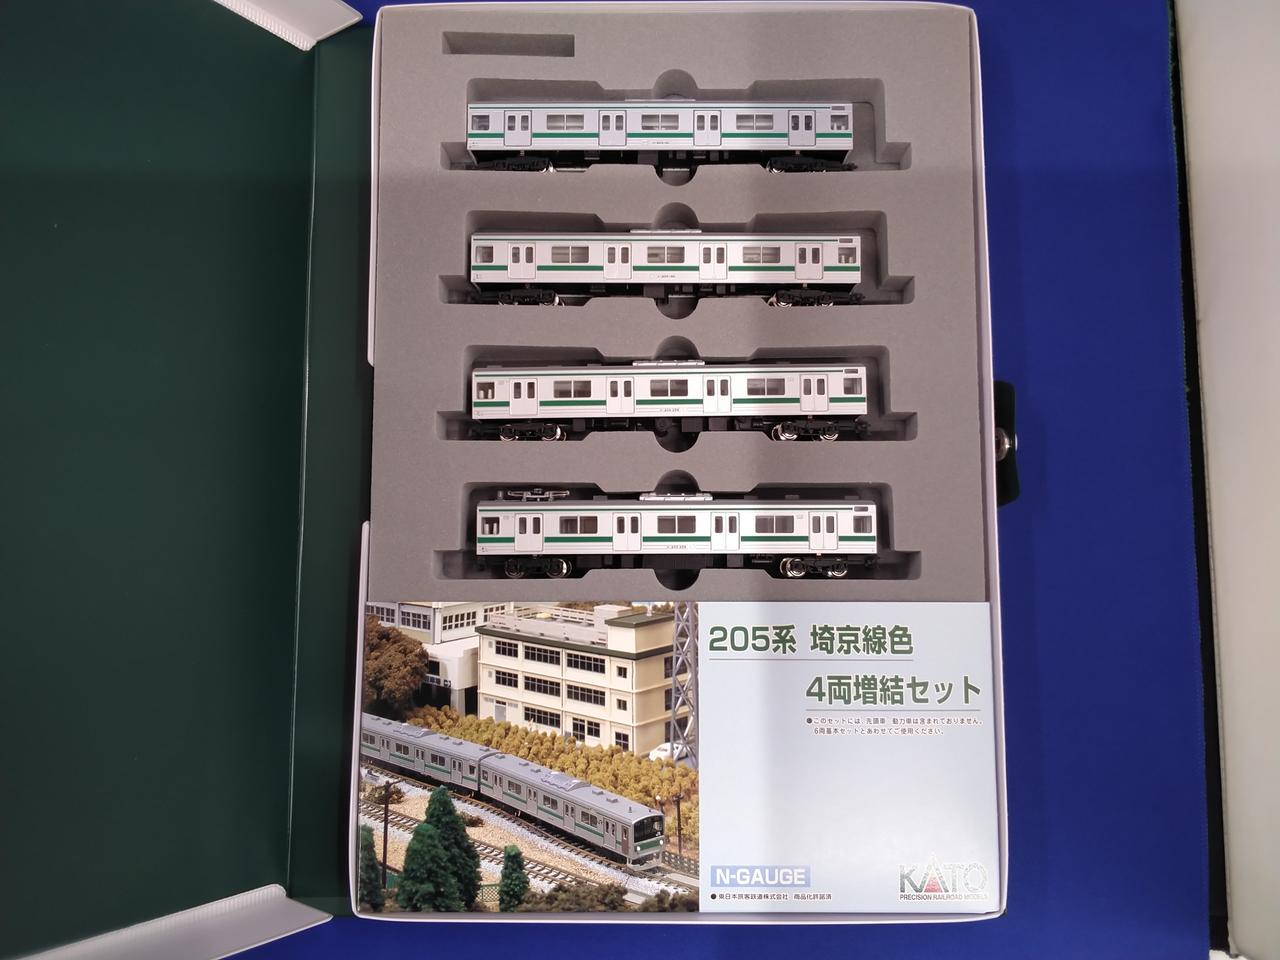 205系 埼京線色
4両増結セット
●このセットには、先頭車・動力車は含まれておりません。
6両基本セットとあわせてご使用ください。
N-GAUGE
●東日本旅客鉄道株式会社 商品化許諾済
KATO
PRECISION RAILROAD MODELS